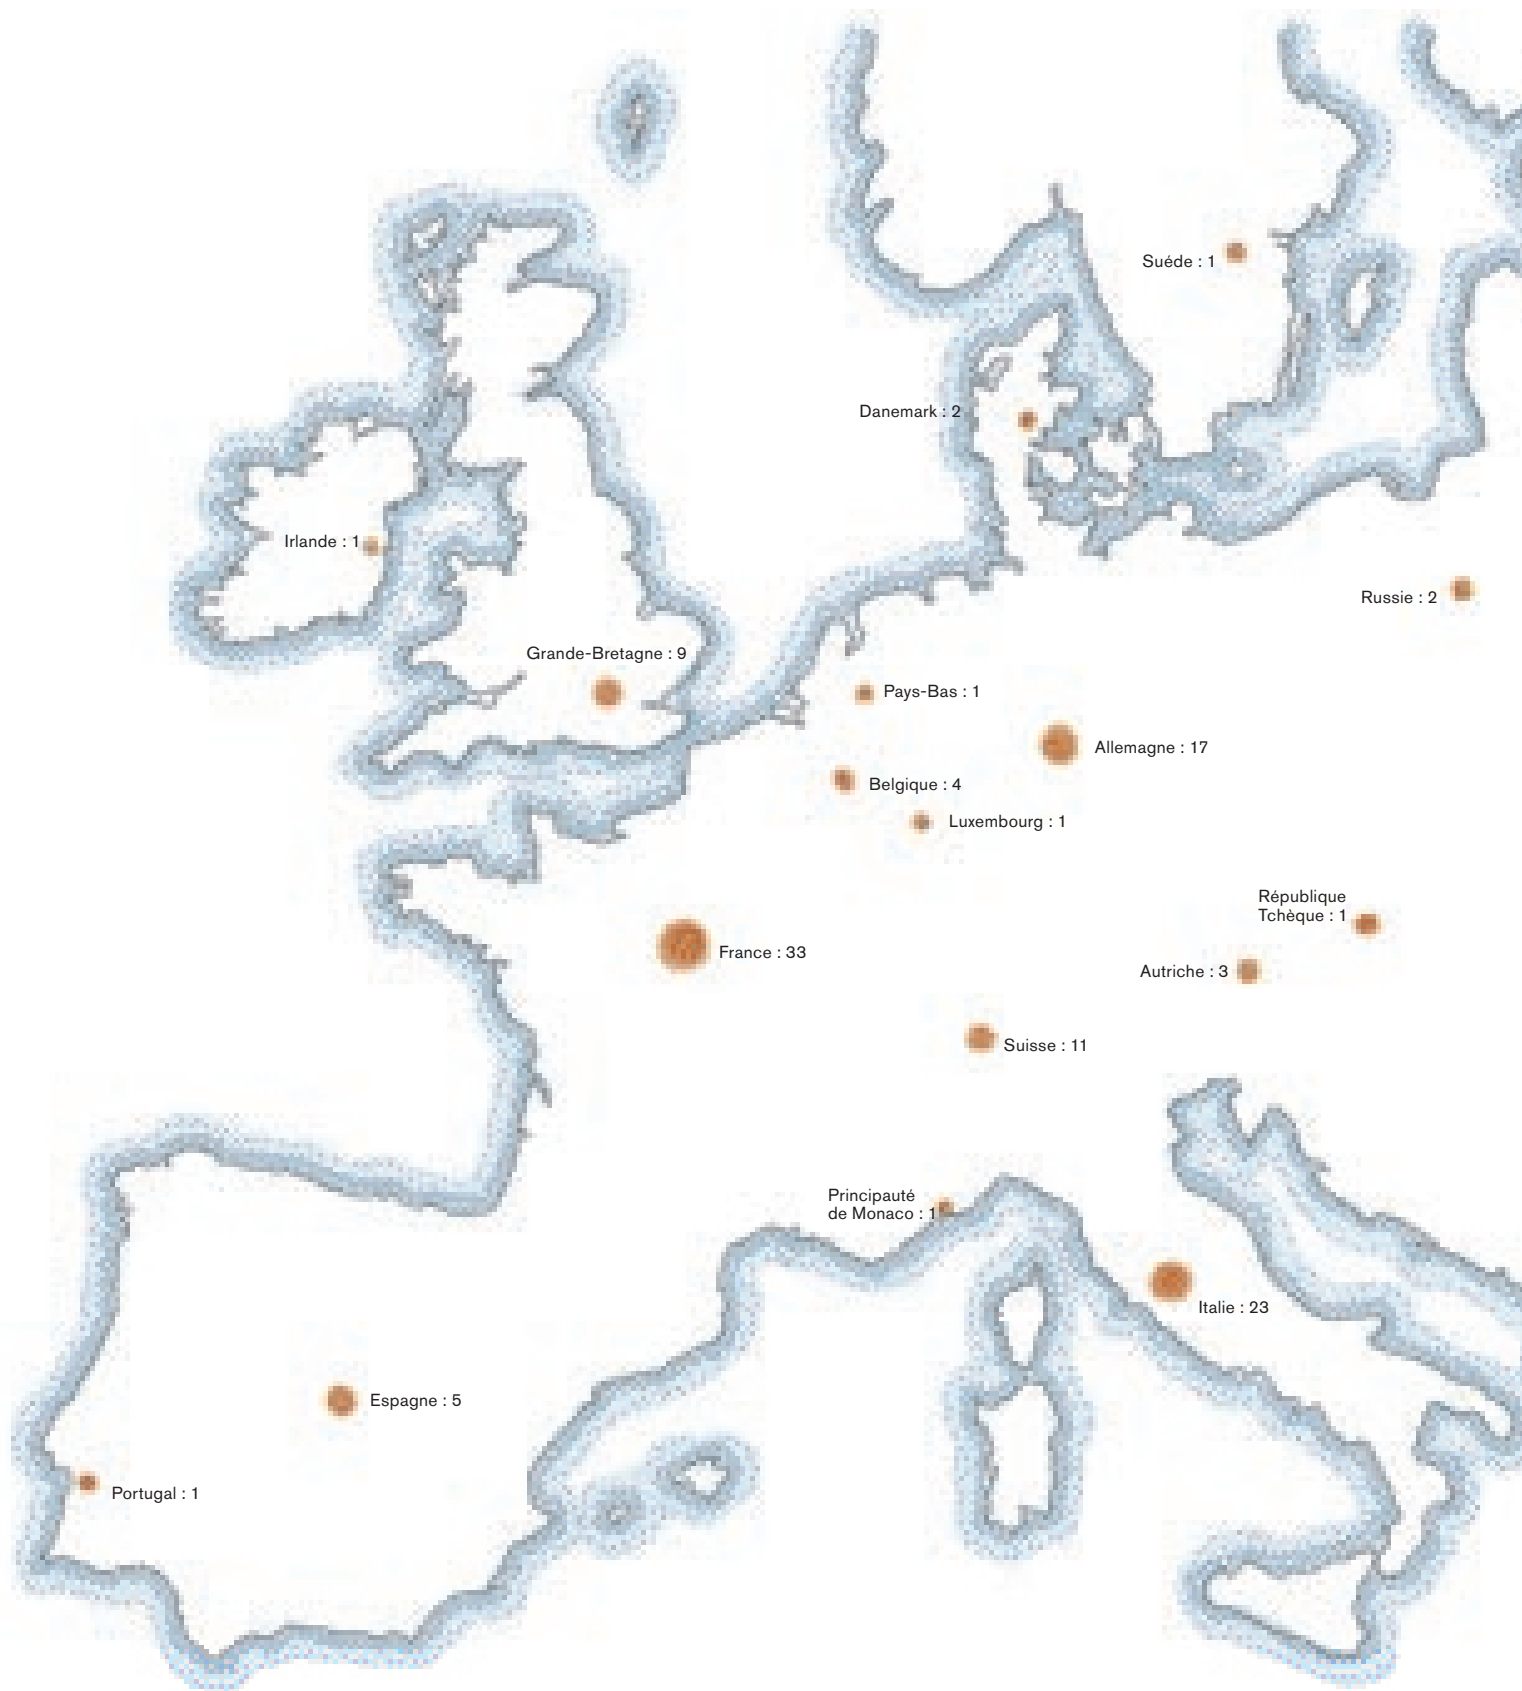 Suéde : 1
Danemark : 2
Irlande : 1
Russie : 2
Grande-Bretagne : 9
Pays-Bas : 1
Allemagne : 17
Belgique : 4
Luxembourg : 1
République
Tchèque : 1
France : 33
Autriche : 3
Suisse : 11
Principauté
de Monaco : 1
Italie : 23
Espagne : 5
Portugal : 1